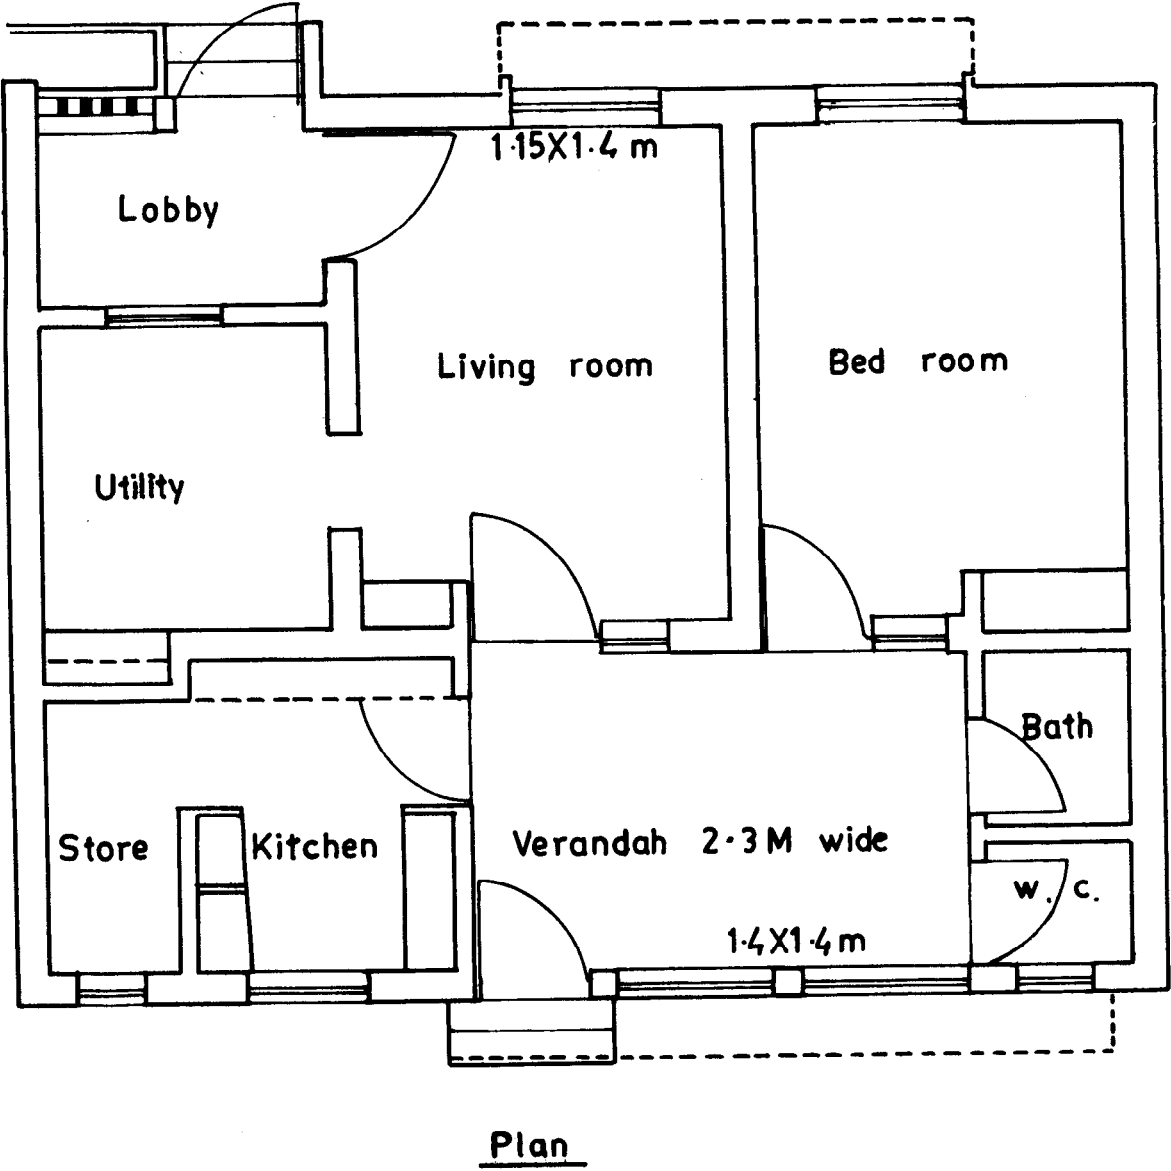 1.15X1.4 m
Lobby
Living room
Bed room
Utility
Bath
Store
Kitchen
Verandah 2.3M wide
W. C.
1.4X1.4m
Plan